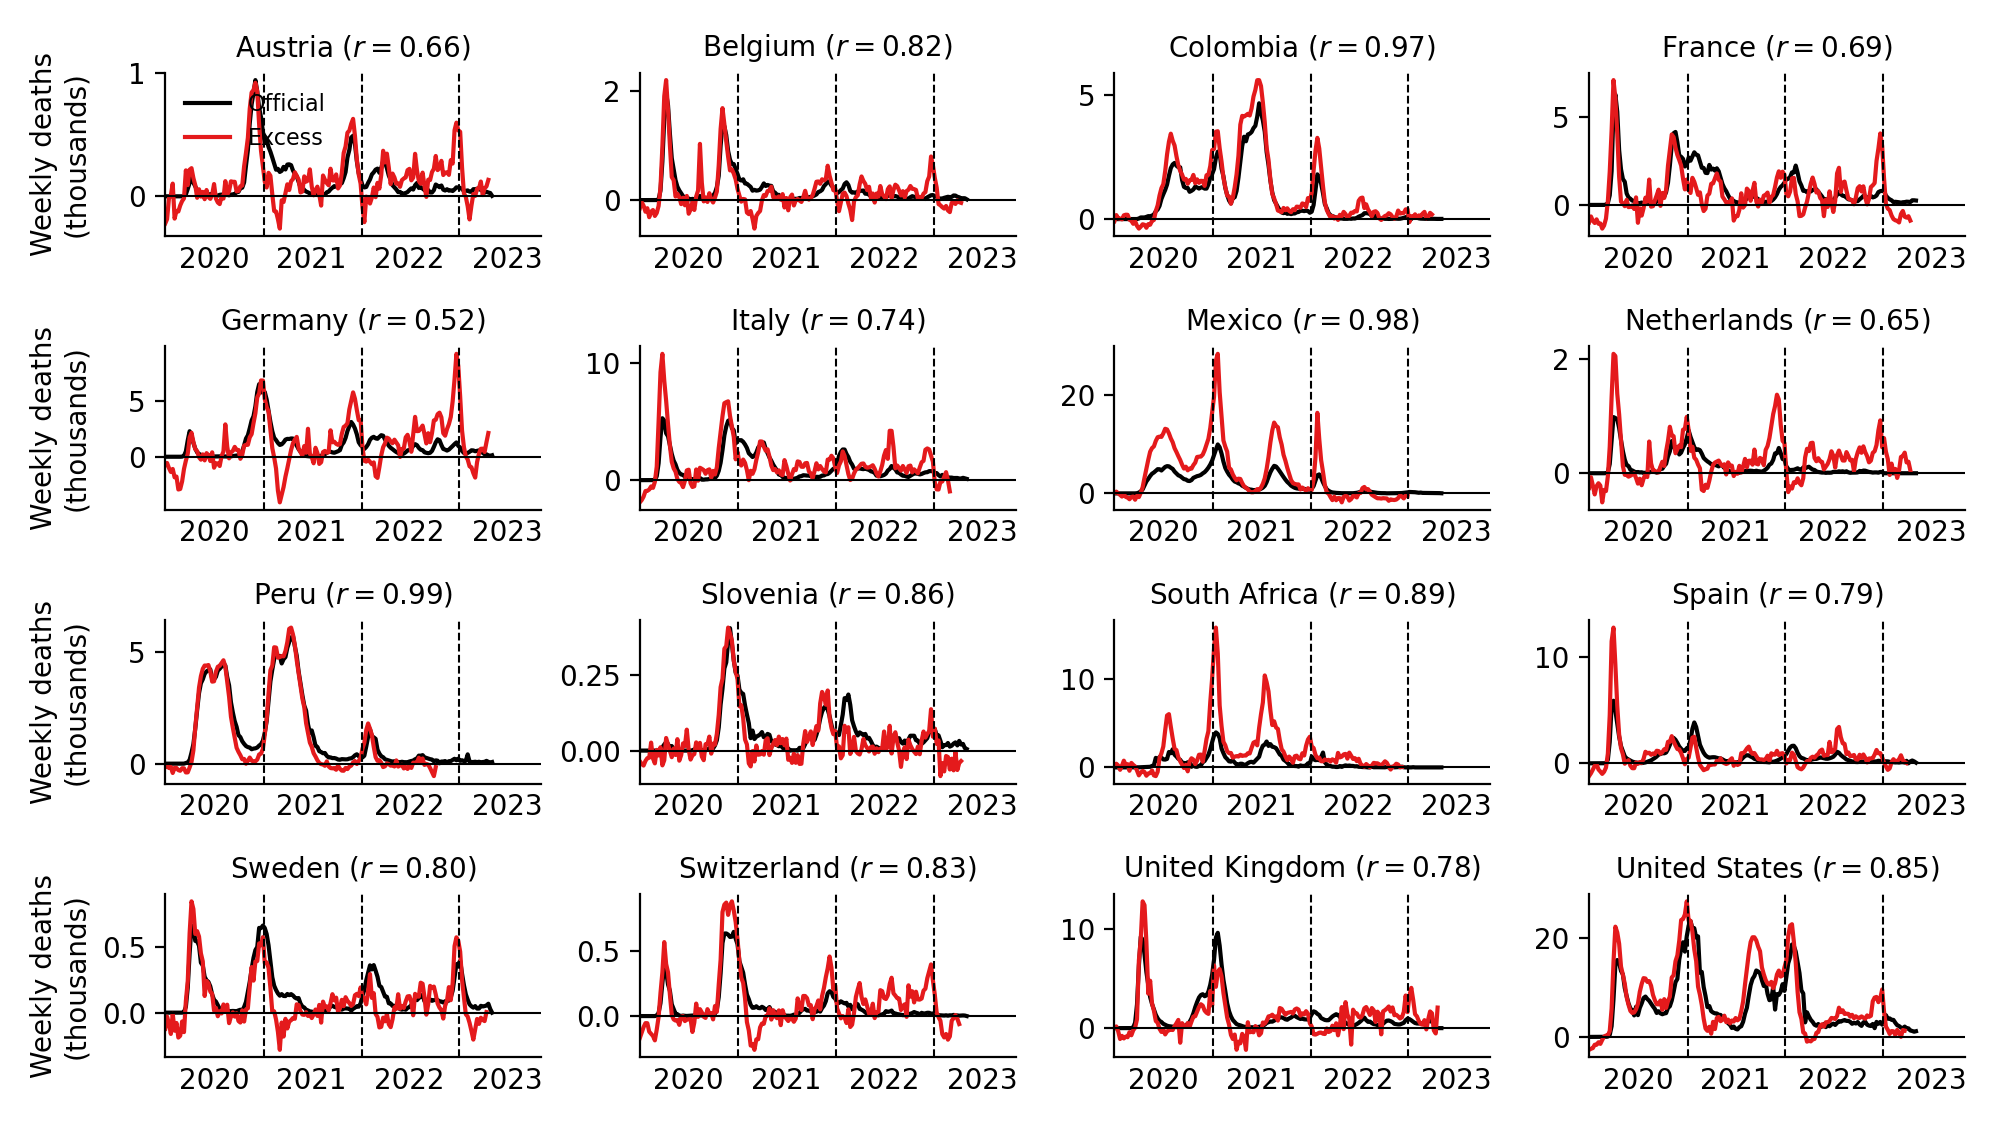 Austria (r = 0.66)
Belgium (r = 0.82)
Colombia (r = 0.97)
France (r = 0.69)
Weekly deaths
(thousands)
1
0
Official
Excess
2
0
5
0
5
0
2020 2021 2022 2023
2020 2021 2022 2023
2020 2021 2022 2023
2020 2021 2022 2023
Germany (r = 0.52)
Italy (r = 0.74)
Mexico (r = 0.98)
Netherlands (r = 0.65)
Weekly deaths
(thousands)
5
0
10
0
20
0
2
0
2020 2021 2022 2023
2020 2021 2022 2023
2020 2021 2022 2023
2020 2021 2022 2023
Peru (r = 0.99)
Slovenia (r = 0.86)
South Africa (r = 0.89)
Spain (r = 0.79)
Weekly deaths
(thousands)
5
0
0.25
0.00
10
0
10
0
2020 2021 2022 2023
2020 2021 2022 2023
2020 2021 2022 2023
2020 2021 2022 2023
Sweden (r = 0.80)
Switzerland (r = 0.83)
United Kingdom (r = 0.78)
United States (r = 0.85)
Weekly deaths
(thousands)
0.5
0.0
0.5
0.0
10
0
20
0
2020 2021 2022 2023
2020 2021 2022 2023
2020 2021 2022 2023
2020 2021 2022 2023